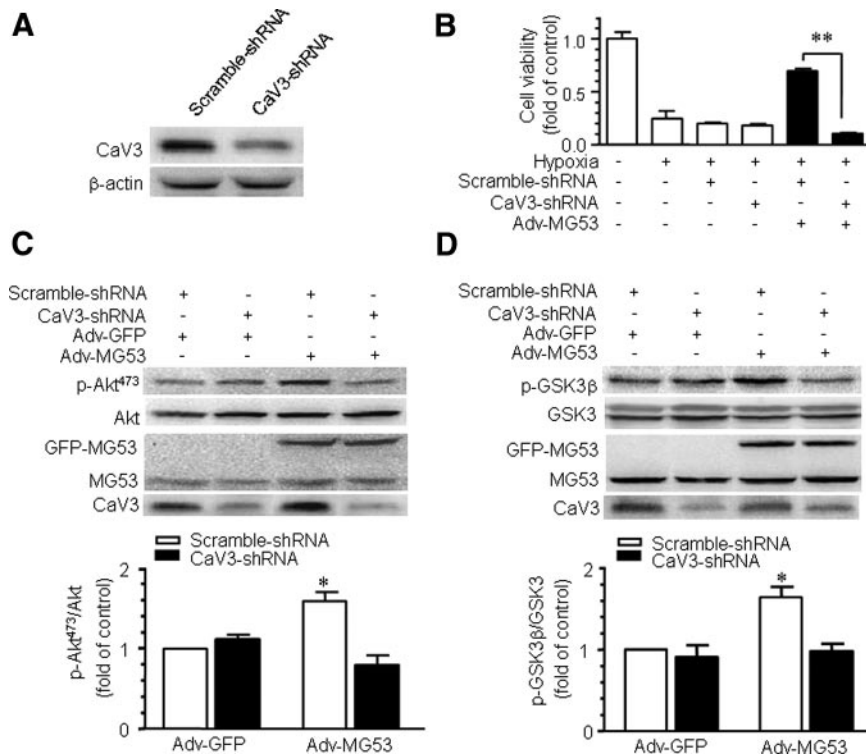 A
Scramble-shRNA
CaV3-shRNA
CaV3
β-actin
B
Cell viability
(fold of control)
1.0
0.5
0.0
**
Hypoxia - + + + + +
Scramble-shRNA - - + - + -
CaV3-shRNA - - - + - +
Adv-MG53 - - - - + +
C
Scramble-shRNA + - + -
CaV3-shRNA - + - +
Adv-GFP + + - -
Adv-MG53 - - + +
p-Akt⁴⁷³
Akt
GFP-MG53
MG53
CaV3
Scramble-shRNA
CaV3-shRNA
p-Akt⁴⁷³/Akt
(fold of control)
2
1
0
*
Adv-GFP Adv-MG53
D
Scramble-shRNA + - + -
CaV3-shRNA - + - +
Adv-GFP + + - -
Adv-MG53 - - + +
p-GSK3β
GSK3
GFP-MG53
MG53
CaV3
Scramble-shRNA
CaV3-shRNA
p-GSK3β/GSK3
(fold of control)
2
1
0
*
Adv-GFP Adv-MG53